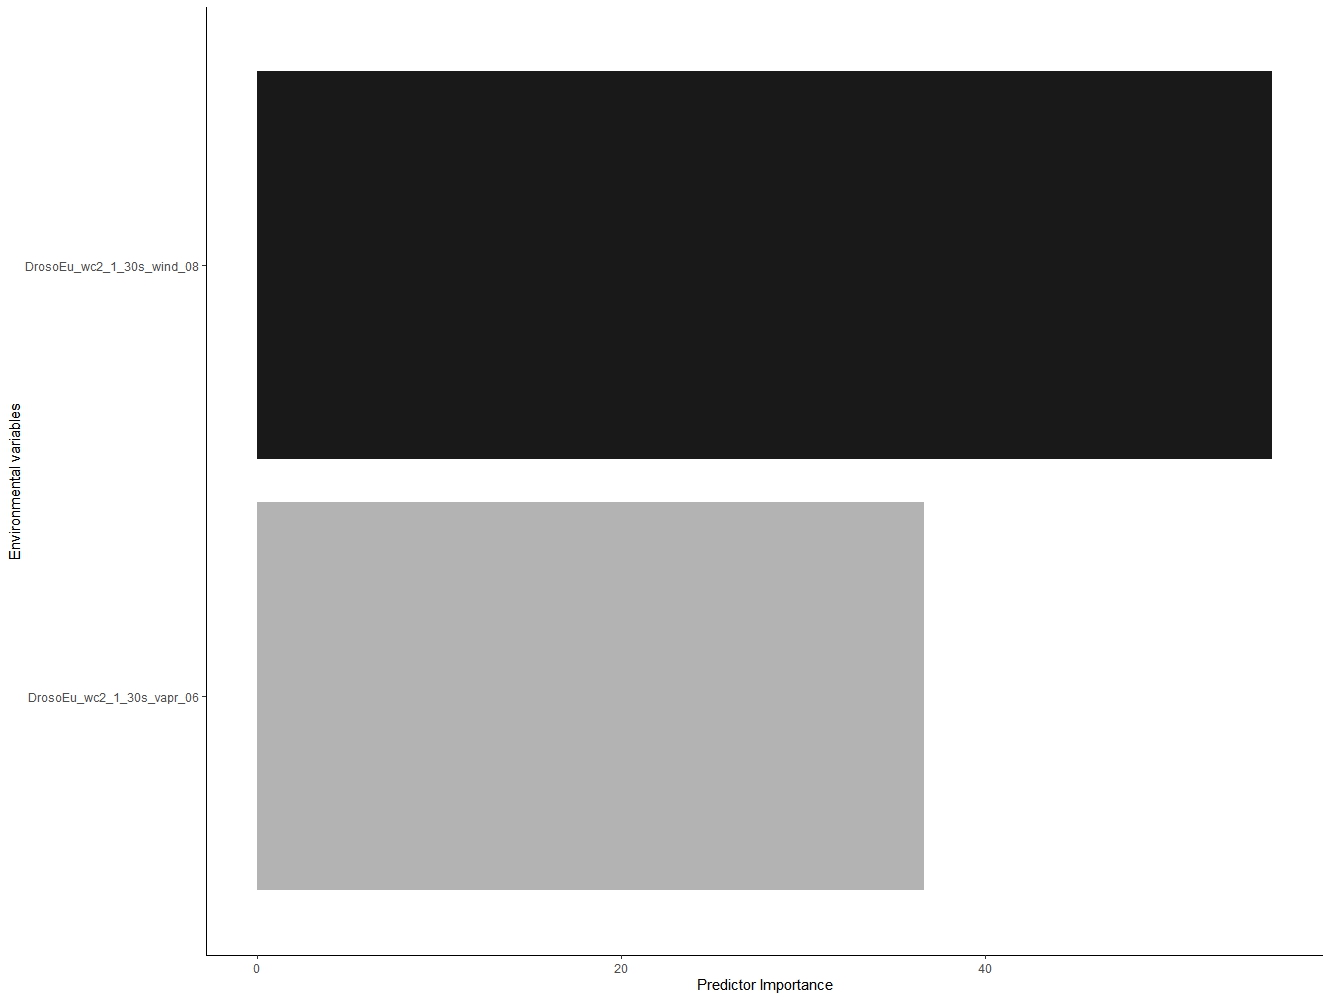 Environmental variables
DrosoEu_wc2_1_30s_wind_08
DrosoEu_wc2_1_30s_vapr_06
0 20 40
Predictor Importance